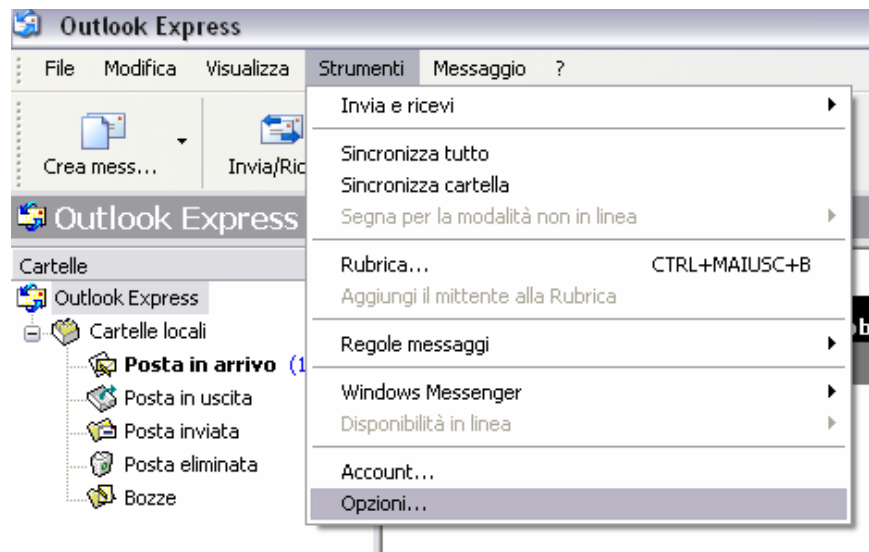 Outlook Express
File Modifica Visualizza Strumenti Messaggio ?
Crea mess... Invia/Ric
Outlook Express
Cartelle
Outlook Express
Cartelle locali
Posta in arrivo (1
Posta in uscita
Posta inviata
Posta eliminata
Bozze
Invia e ricevi
Sincronizza tutto
Sincronizza cartella
Segna per la modalità non in linea
Rubrica... CTRL+MAIUSC+B
Aggiungi il mittente alla Rubrica
Regole messaggi
Windows Messenger
Disponibilità in linea
Account...
Opzioni...